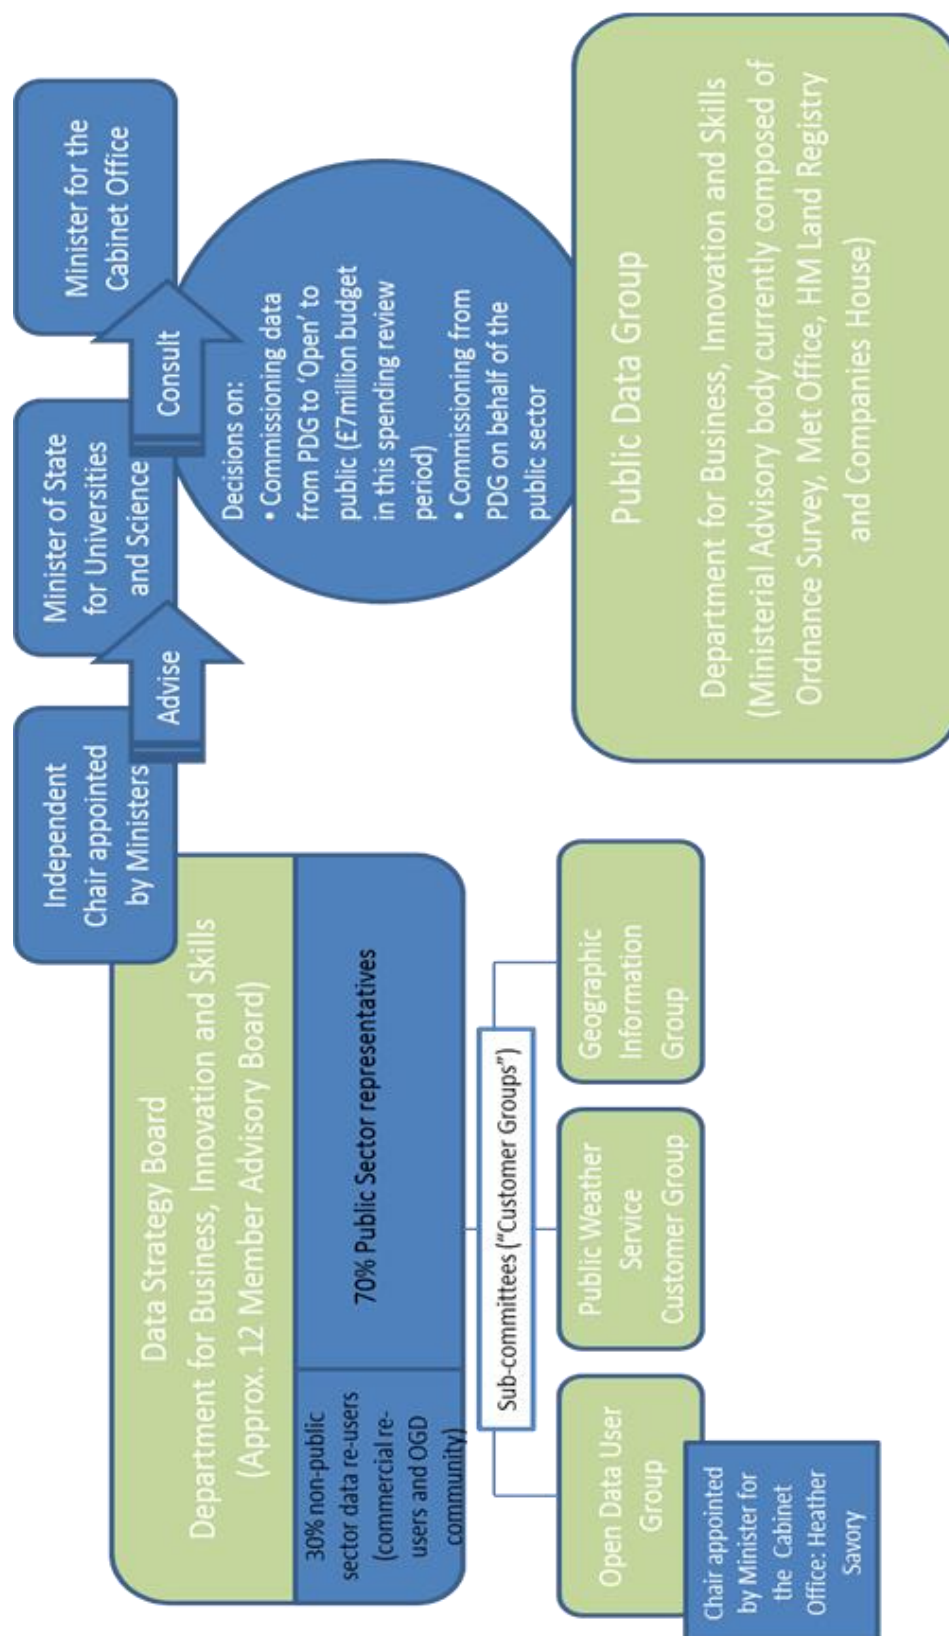 Data Strategy Board
Department for Business, Innovation and Skills
(Approx. 12 Member Advisory Board)
30% non-public
sector data re-users
(commercial re-
users and OGD
community)
70% Public Sector representatives
Independent
Chair appointed
by Ministers
Advise
Minister of State
for Universities
and Science
Consult
Minister for the
Cabinet Office
Decisions on:
• Commissioning data
from PDG to ‘Open’ to
public (£7million budget
in this spending review
period)
• Commissioning from
PDG on behalf of the
public sector
Sub-committees (“Customer Groups”)
Open Data User
Group
Chair appointed
by Minister for
the Cabinet
Office: Heather
Savory
Public Weather
Service
Customer Group
Geographic
Information
Group
Public Data Group
Department for Business, Innovation and Skills
(Ministerial Advisory body currently composed of
Ordnance Survey, Met Office, HM Land Registry
and Companies House)